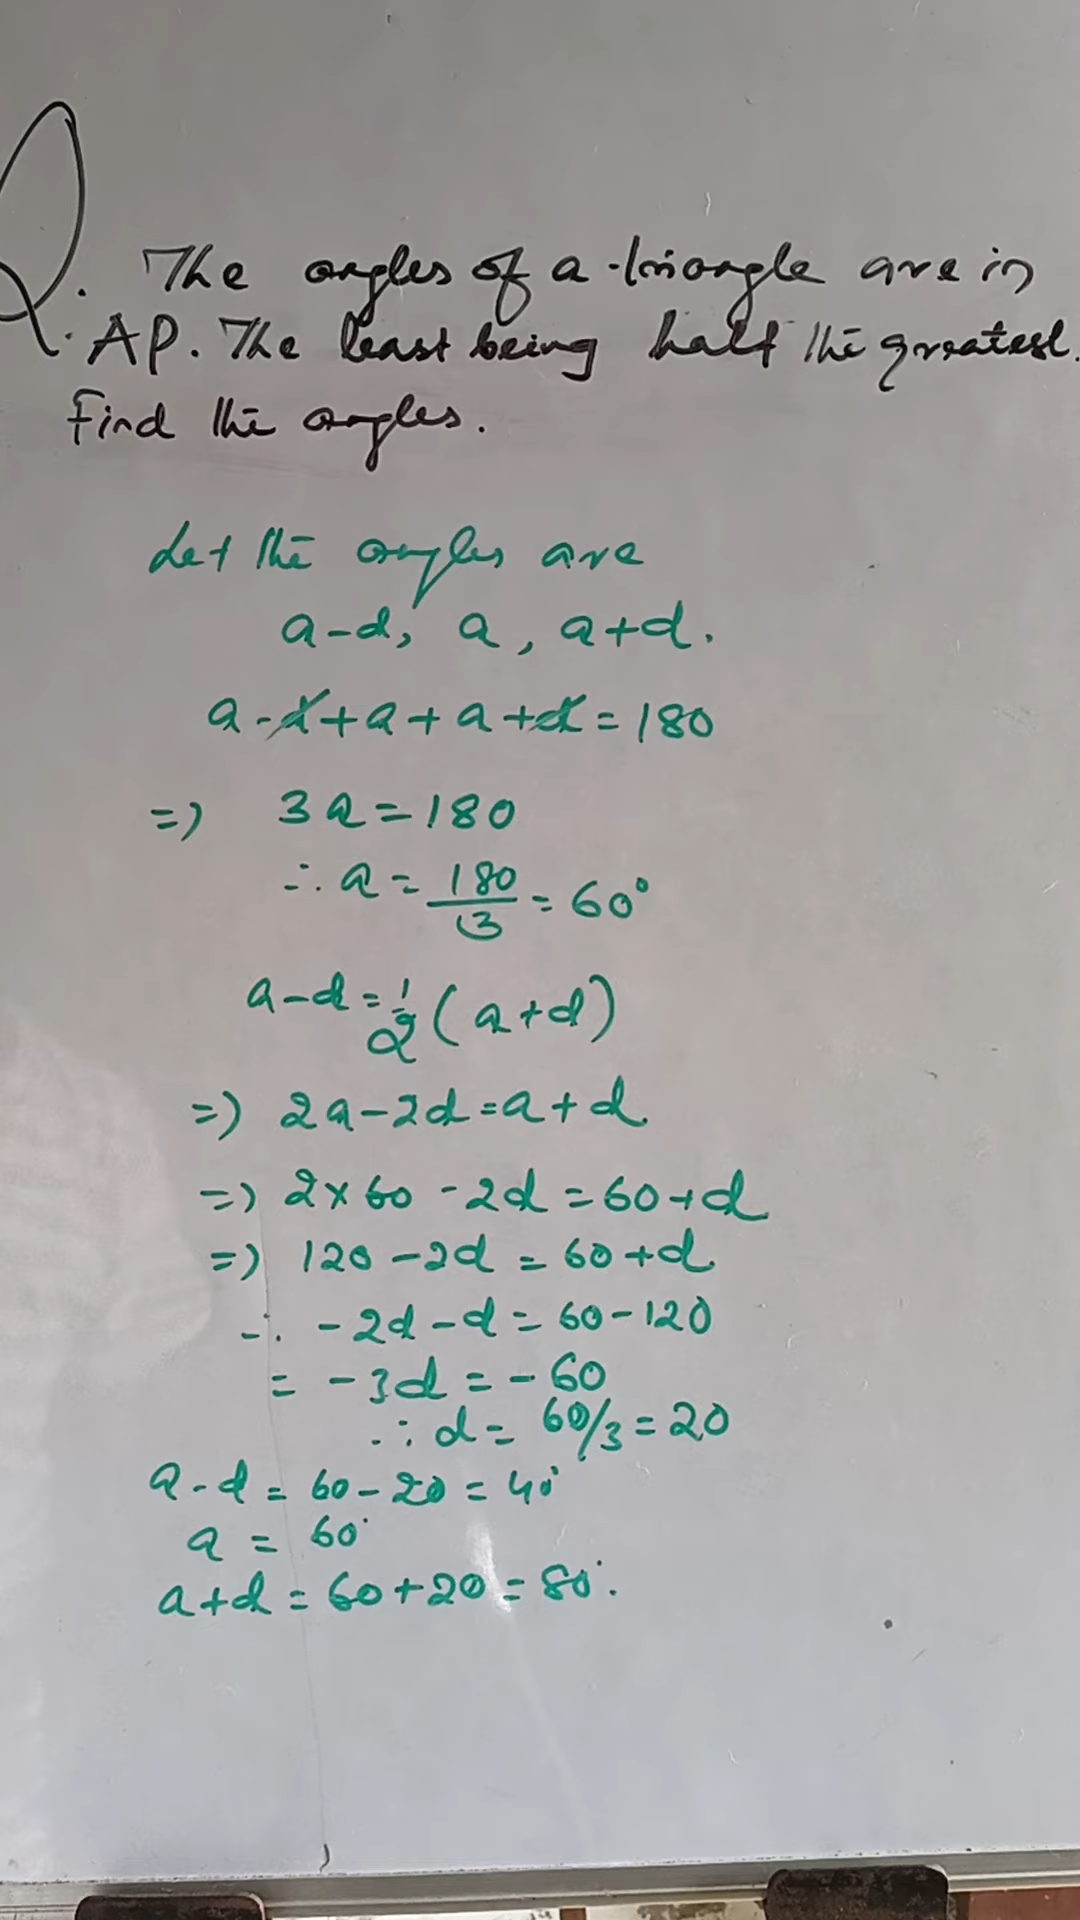 Q. The angles of a triangle are in
AP. The least being half the greatest.
Find the angles.
Let the angles are
a-d, a, a+d.
a-d+a+a+d=180
=) 3a=180
∴ a = 180/3 = 60°
a-d = 1/2 (a+d)
=) 2a-2d=a+d
=) 2×60 -2d = 60+d
=) 120 -2d = 60+d
∴ -2d-d = 60-120
= -3d = -60
∴ d = 60/3 = 20
a-d = 60-20 = 40°
a = 60°
a+d = 60+20 = 80°.